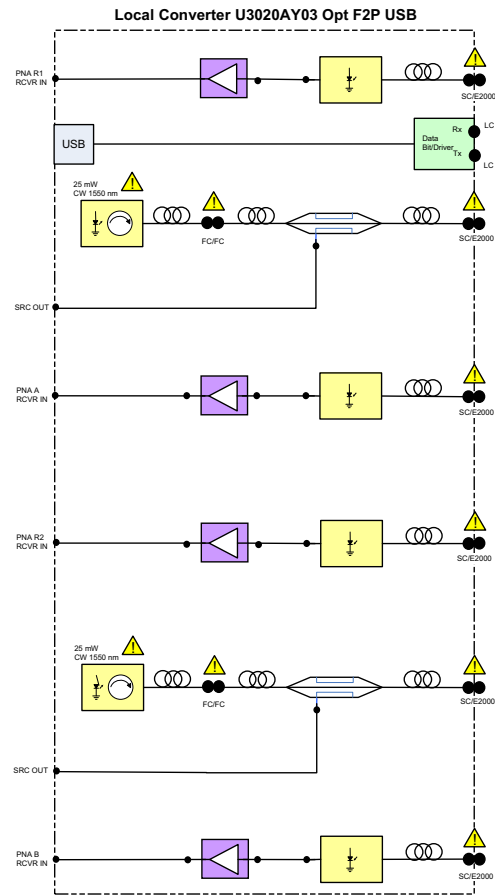 Local Converter U3020AY03 Opt F2P USB
PNA R1
RCVR IN
SC/E2000
USB
Rx
Data
Bit/Driver
Tx
LC
LC
25 mW
CW 1550 nm
FC/FC
SC/E2000
SRC OUT
PNA A
RCVR IN
SC/E2000
PNA R2
RCVR IN
SC/E2000
25 mW
CW 1550 nm
FC/FC
SC/E2000
SRC OUT
PNA B
RCVR IN
SC/E2000